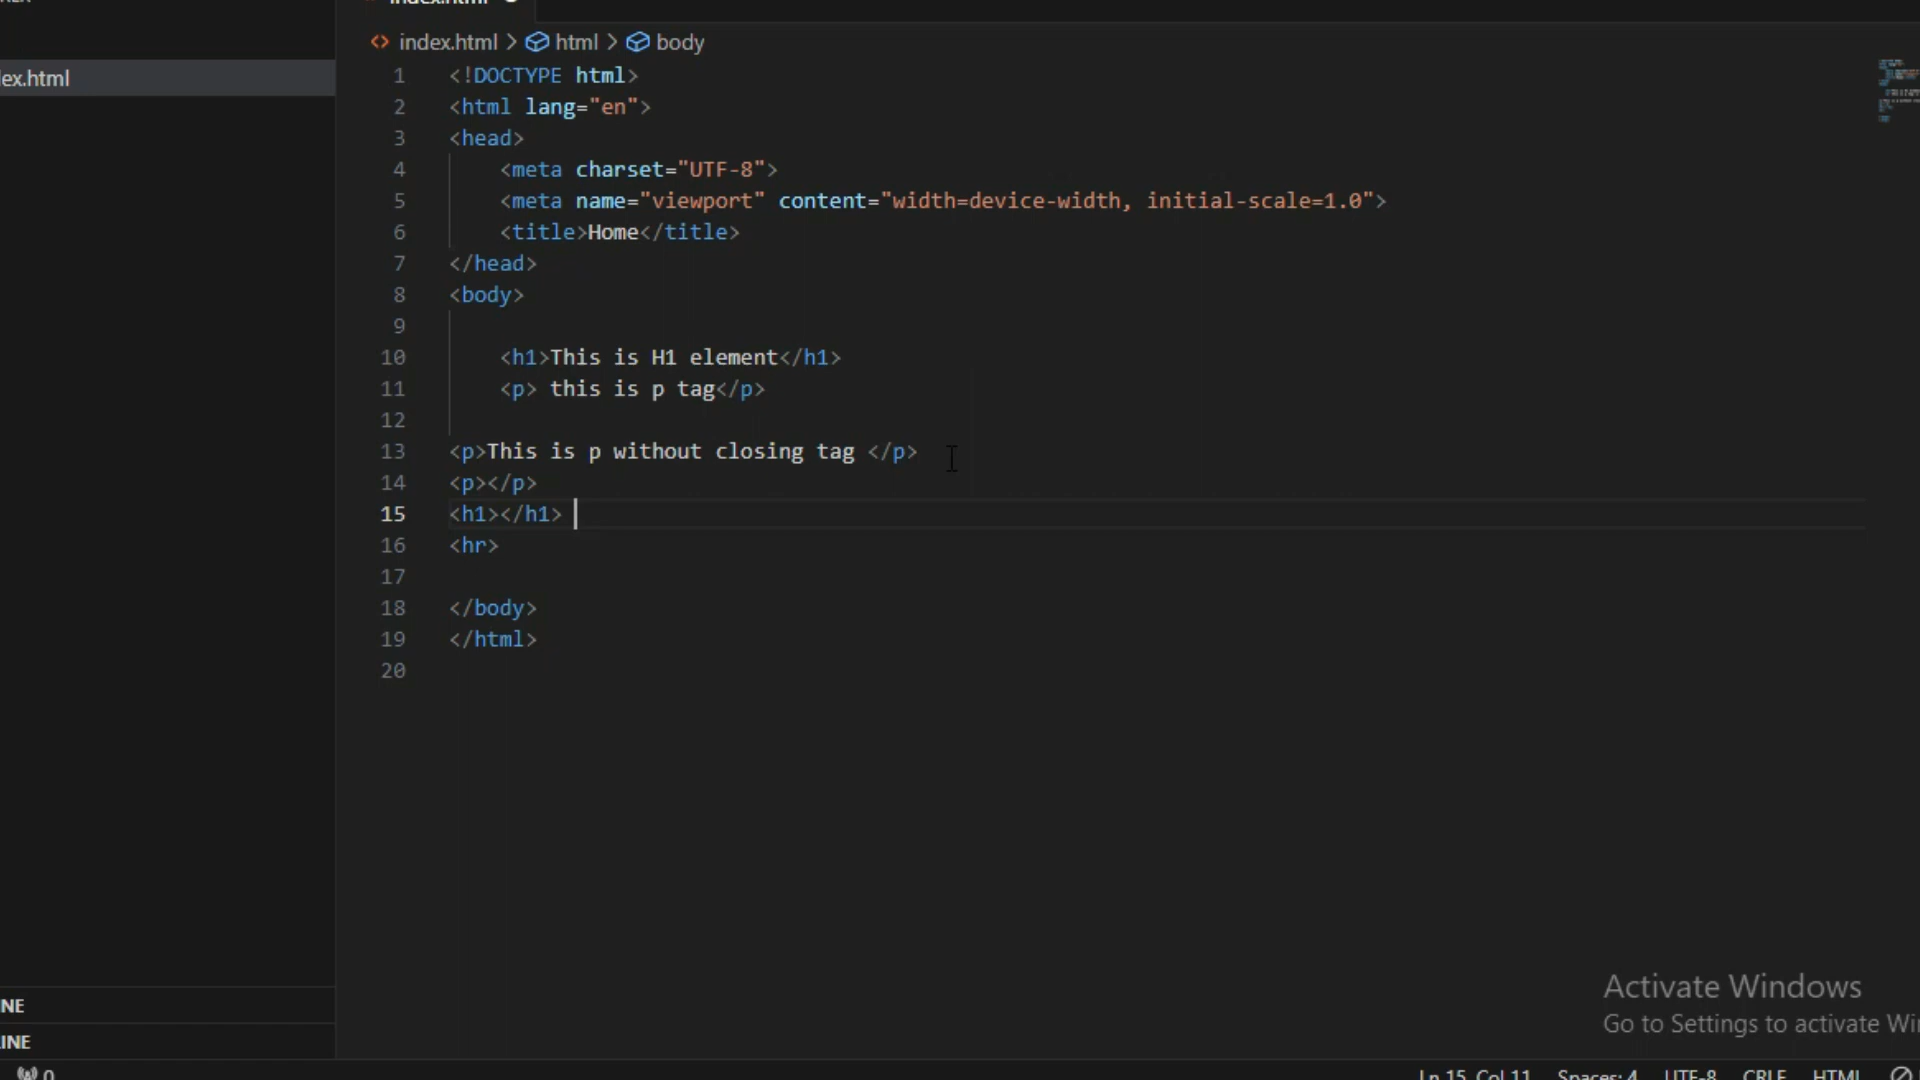 index.html
index.html > html > body
ex.html
1 <!DOCTYPE html>
2 <html lang="en">
3 <head>
4 <meta charset="UTF-8">
5 <meta name="viewport" content="width=device-width, initial-scale=1.0">
6 <title>Home</title>
7 </head>
8 <body>
9
10 <h1>This is H1 element</h1>
11 <p> this is p tag</p>
12
13 <p>This is p without closing tag </p>
14 <p></p>
15 <h1></h1>
16 <hr>
17
18 </body>
19 </html>
20
Activate Windows
Go to Settings to activate Wi
INE
INE
0
Ln 15, Col 11 Spaces: 4 UTF-8 CRLF HTML